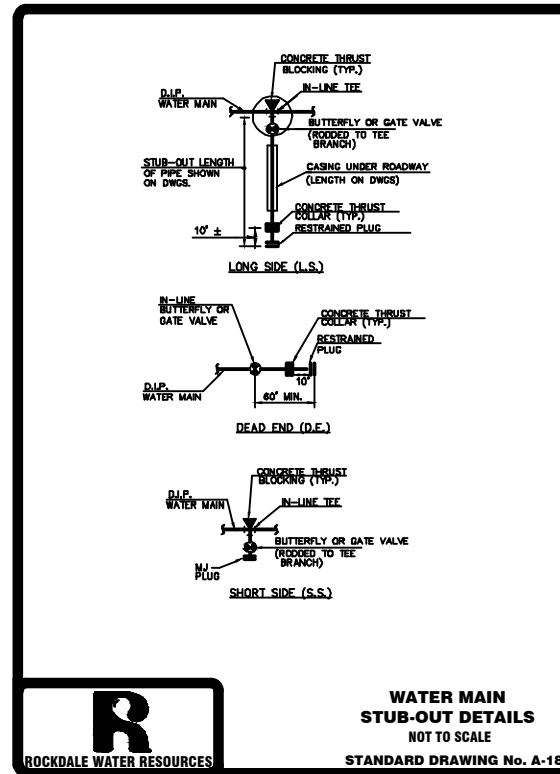 CONCRETE THRUST
BLOCKING (TYP.)
D.I.P.
WATER MAIN
IN-LINE TEE
BUTTERFLY OR GATE VALVE
(RODDED TO TEE
BRANCH)
STUB-OUT LENGTH
OF PIPE SHOWN
ON DWGS.
CASING UNDER ROADWAY
(LENGTH ON DWGS)
CONCRETE THRUST
COLLAR (TYP.)
10" ±
RESTRAINED PLUG
LONG SIDE (L.S.)
IN-LINE
BUTTERFLY OR
GATE VALVE
CONCRETE THRUST
COLLAR (TYP.)
RESTRAINED
PLUG
D.I.P.
WATER MAIN
10"
60" MIN.
DEAD END (D.E.)
CONCRETE THRUST
BLOCKING (TYP.)
D.I.P.
WATER MAIN
IN-LINE TEE
BUTTERFLY OR GATE VALVE
(RODDED TO TEE
BRANCH)
MJ
PLUG
SHORT SIDE (S.S.)
R
ROCKDALE WATER RESOURCES
WATER MAIN
STUB-OUT DETAILS
NOT TO SCALE
STANDARD DRAWING No. A-18